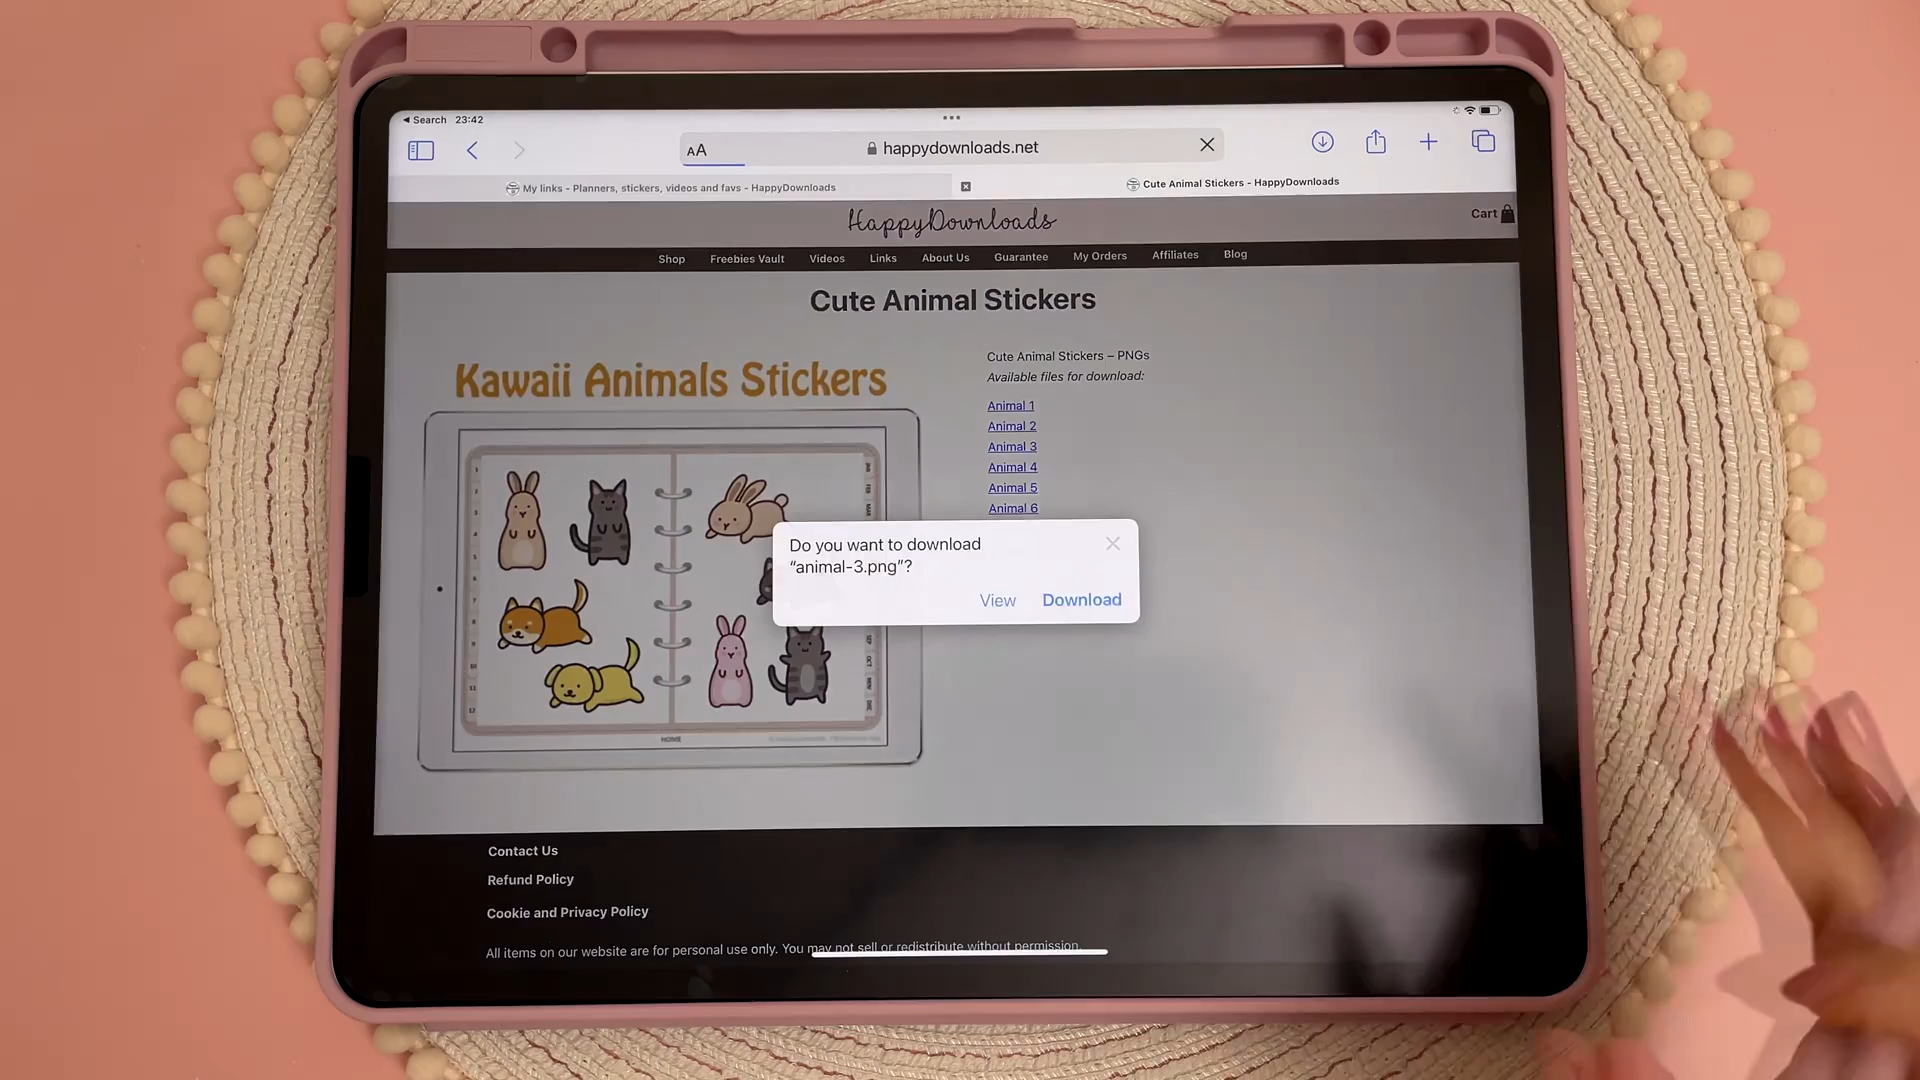 Search 23:42
AA
happydownloads.net
My links - Planners, stickers, videos and favs - HappyDownloads
Cute Animal Stickers - HappyDownloads
HappyDownloads
Cart
Shop Freebies Vault Videos Links About Us Guarantee My Orders Affiliates Blog
Cute Animal Stickers
Kawaii Animals Stickers
Cute Animal Stickers – PNGs
Available files for download:
Animal 1
Animal 2
Animal 3
Animal 4
Animal 5
Animal 6
Do you want to download
“animal-3.png”?
View Download
HOME
Contact Us
Refund Policy
Cookie and Privacy Policy
All items on our website are for personal use only. You may not sell or redistribute without permission.